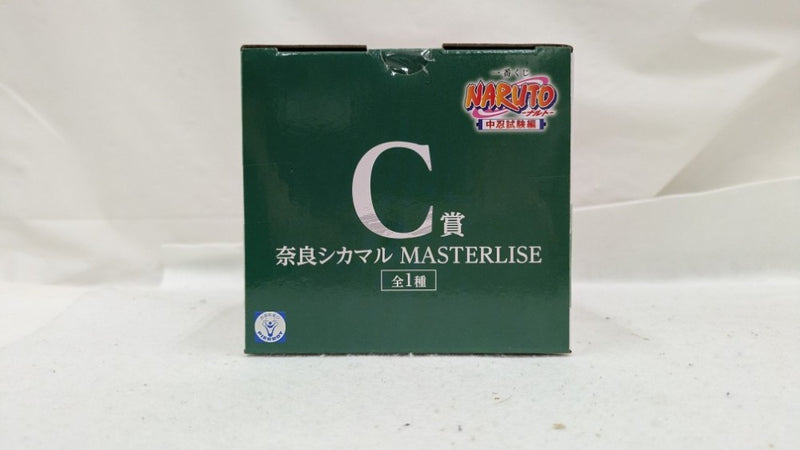 一番くじ
NARUTO
-ナルト-
中忍試験編
C賞
奈良シカマル MASTERLISE
全1種
PIERROT